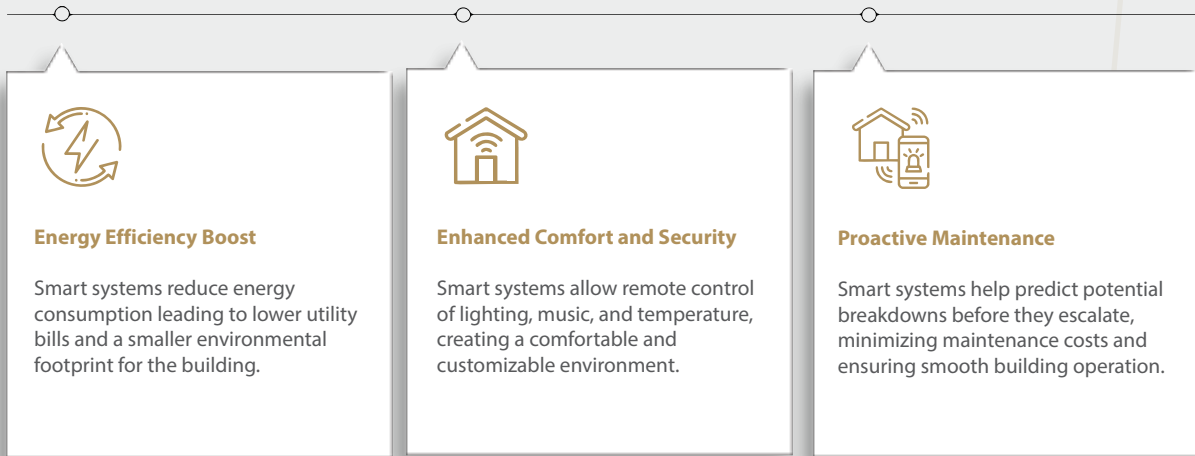 Energy Efficiency Boost
Smart systems reduce energy
consumption leading to lower utility
bills and a smaller environmental
footprint for the building.
Enhanced Comfort and Security
Smart systems allow remote control
of lighting, music, and temperature,
creating a comfortable and
customizable environment.
Proactive Maintenance
Smart systems help predict potential
breakdowns before they escalate,
minimizing maintenance costs and
ensuring smooth building operation.